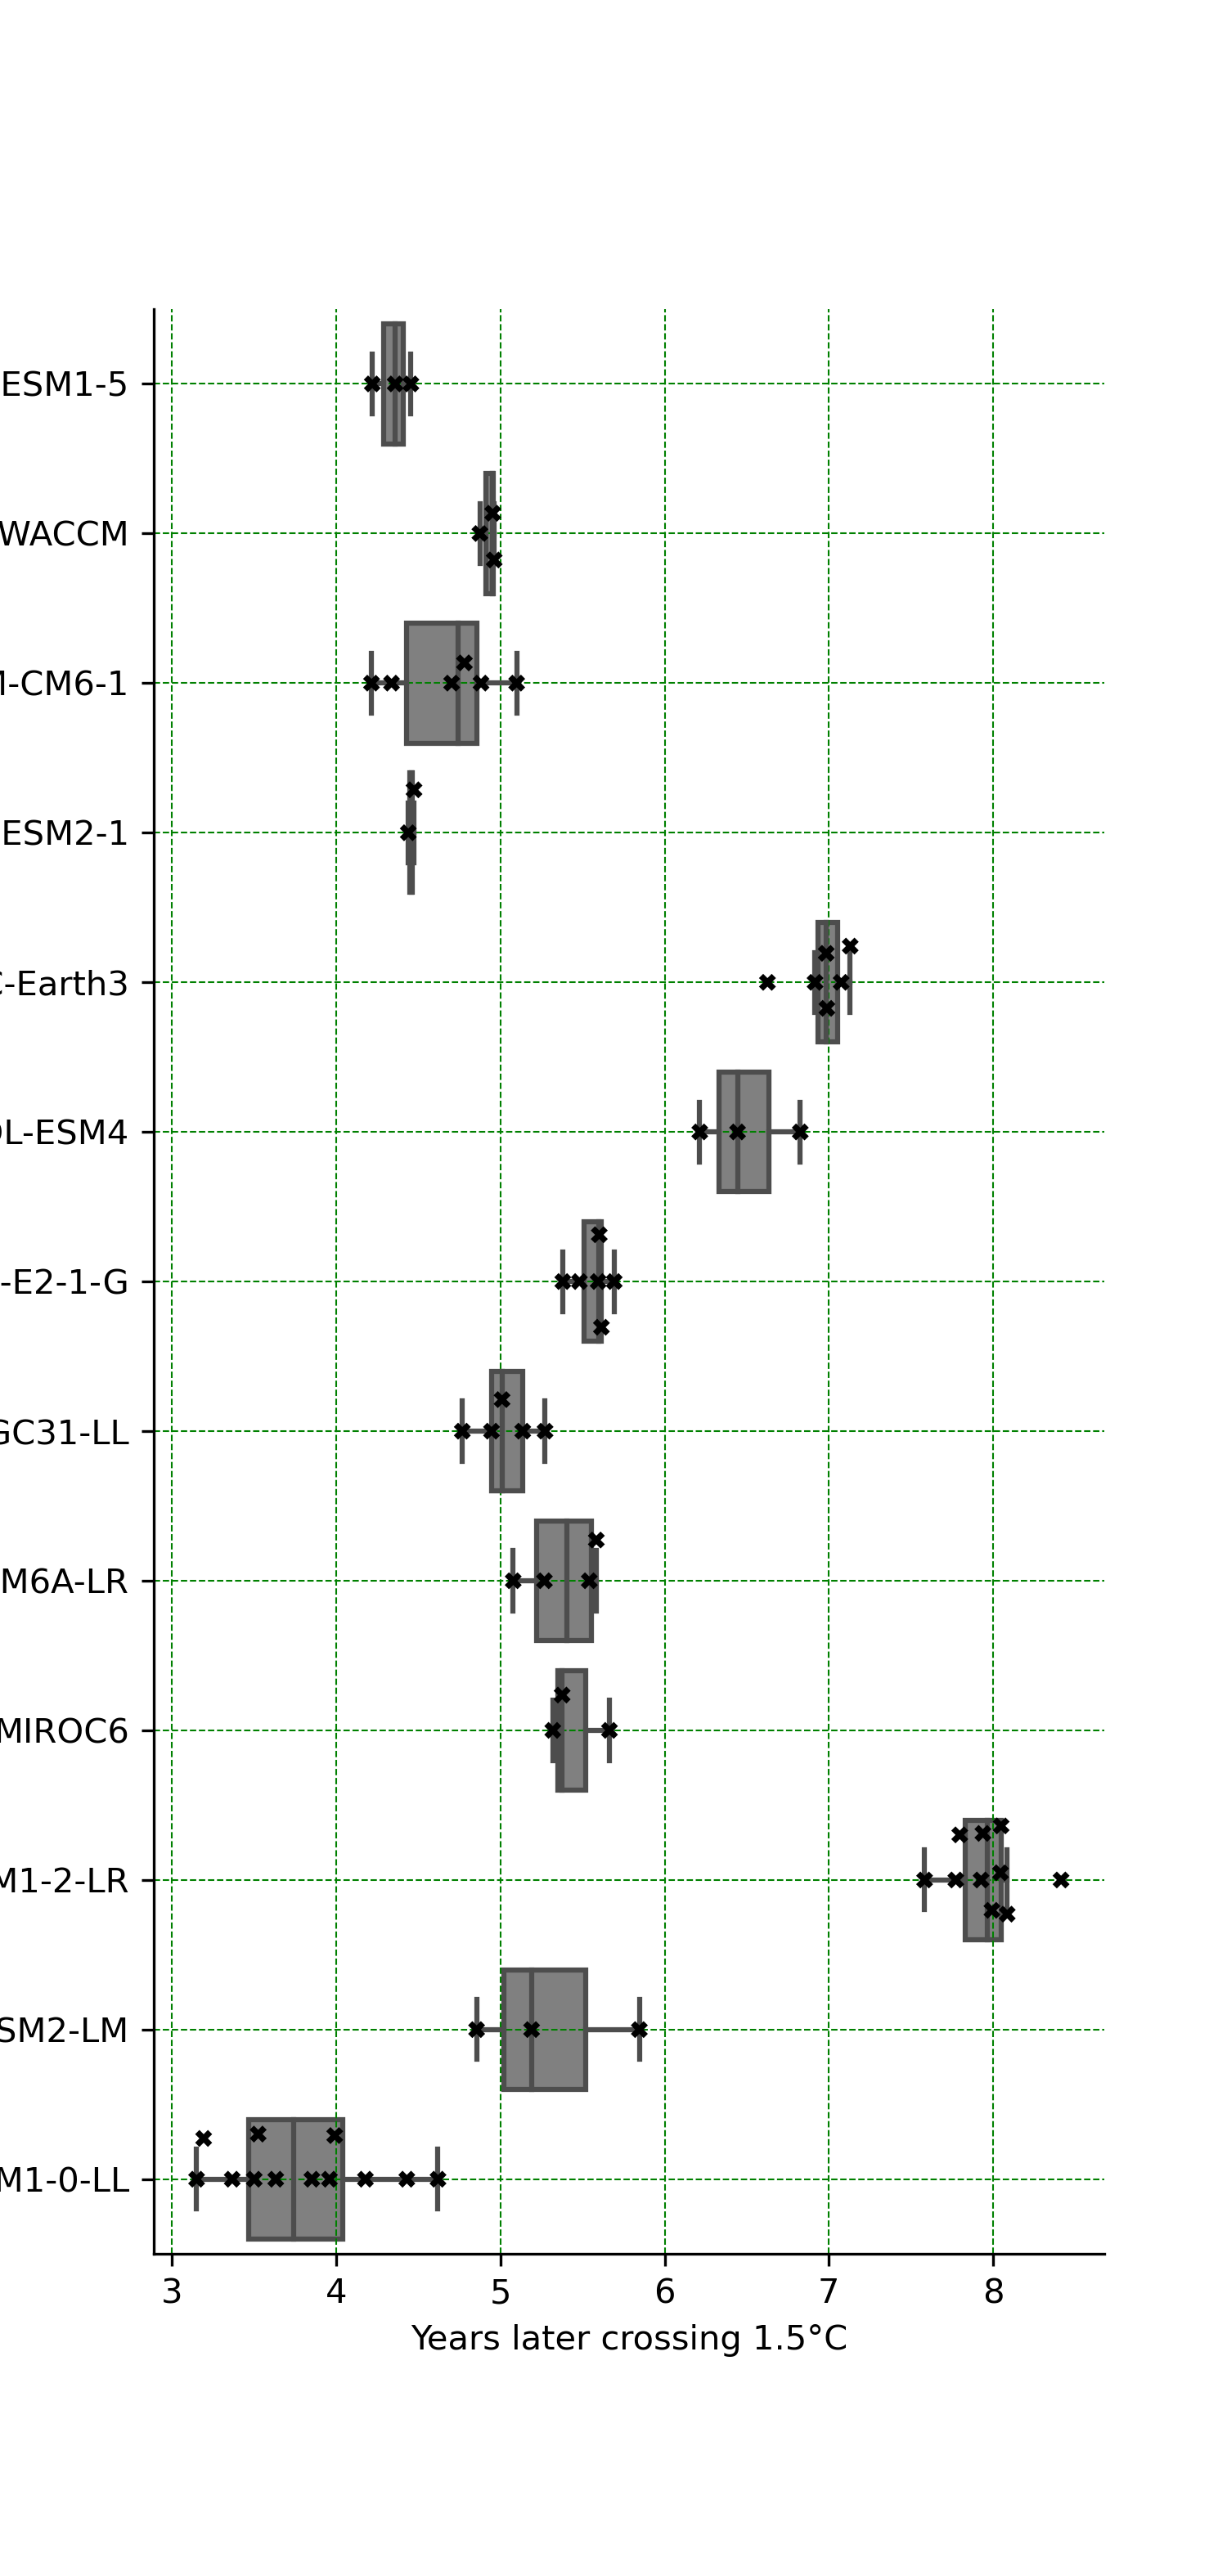 ESM1-5
WACCM
-CM6-1
ESM2-1
-Earth3
L-ESM4
-E2-1-G
GC31-LL
M6A-LR
MIROC6
M1-2-LR
SM2-LM
M1-0-LL
3 4 5 6 7 8
Years later crossing 1.5°C